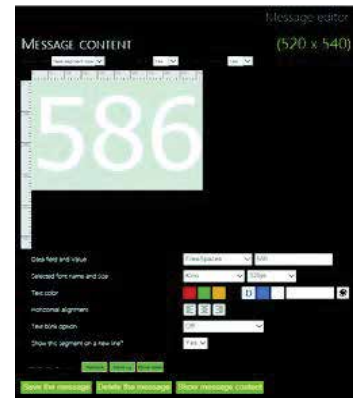 Message editor
MESSAGE CONTENT (520 x 540)
586
Data field and value FreeSpaces 586
Selected font name and size
Text color
Horizontal alignment
Text blink option Off
Show this segment on a new line? Yes
Save the message Delete the message Show message content